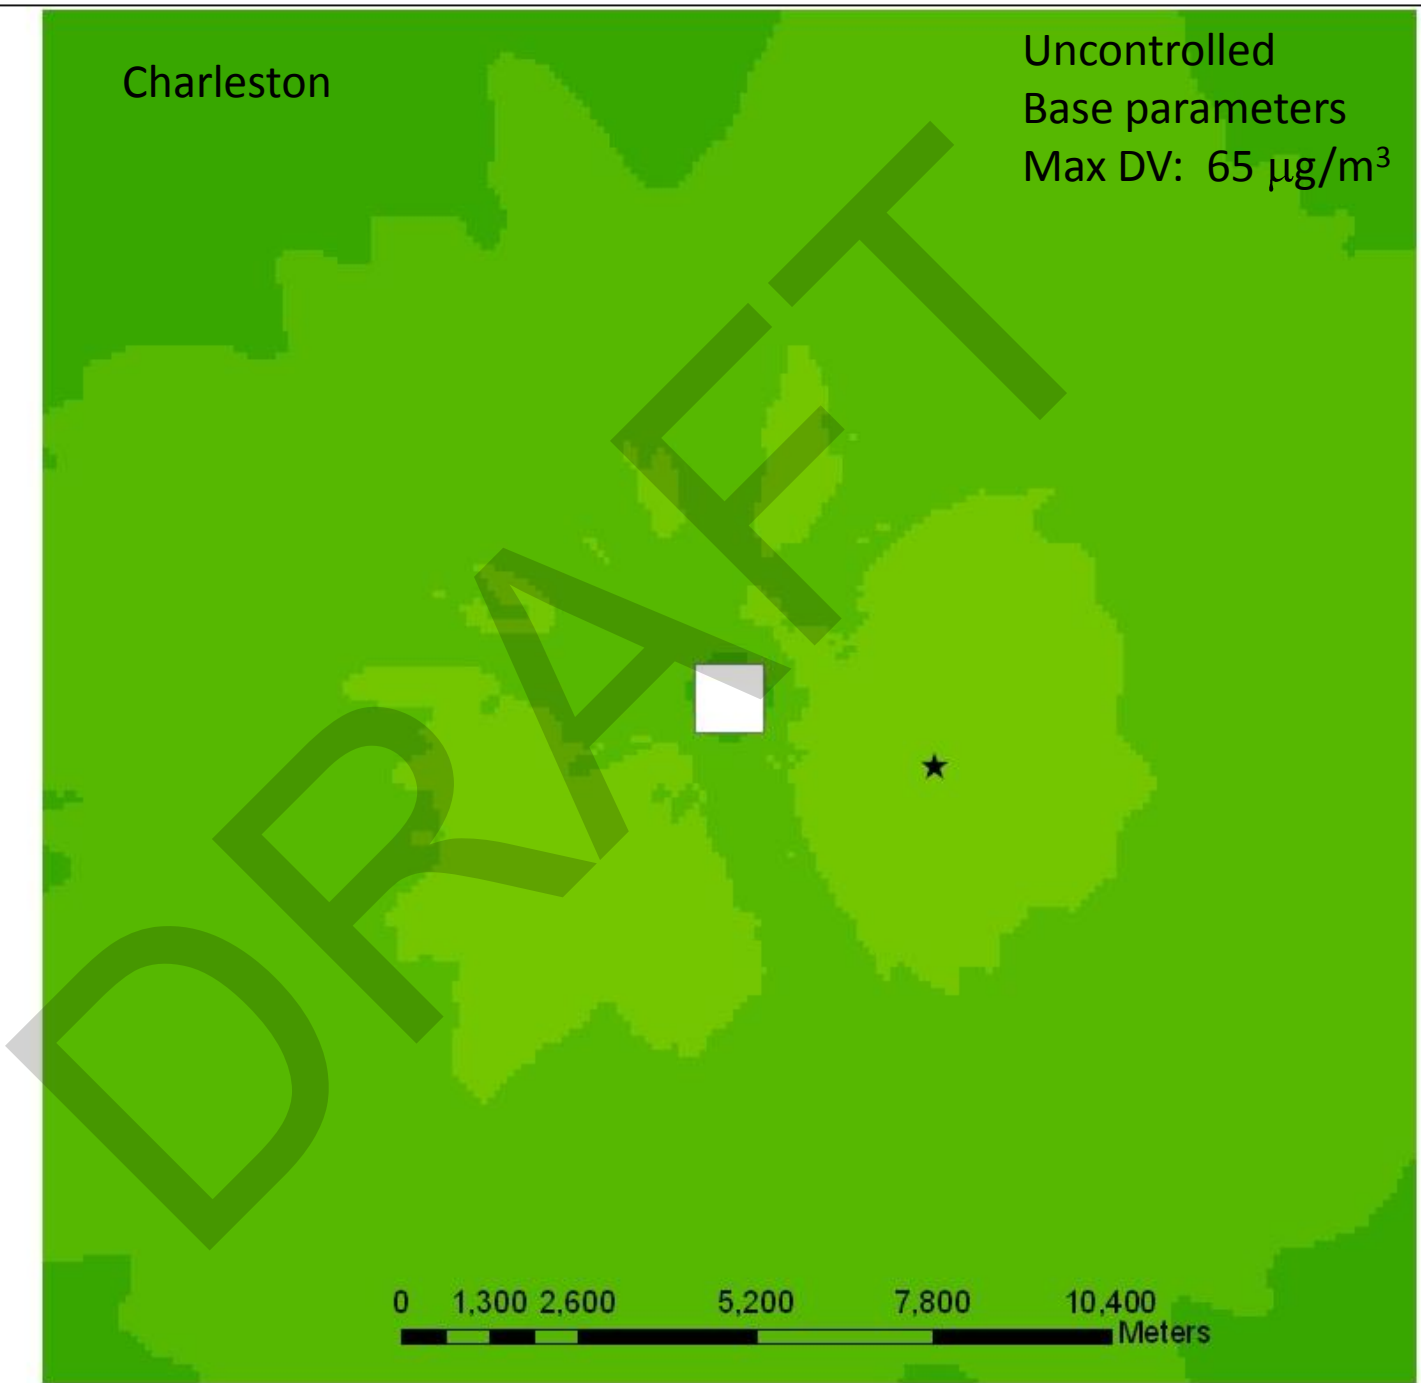 Charleston
Uncontrolled
Base parameters
Max DV: 65 μg/m³
DRAFT
0 1,300 2,600 5,200 7,800 10,400
Meters